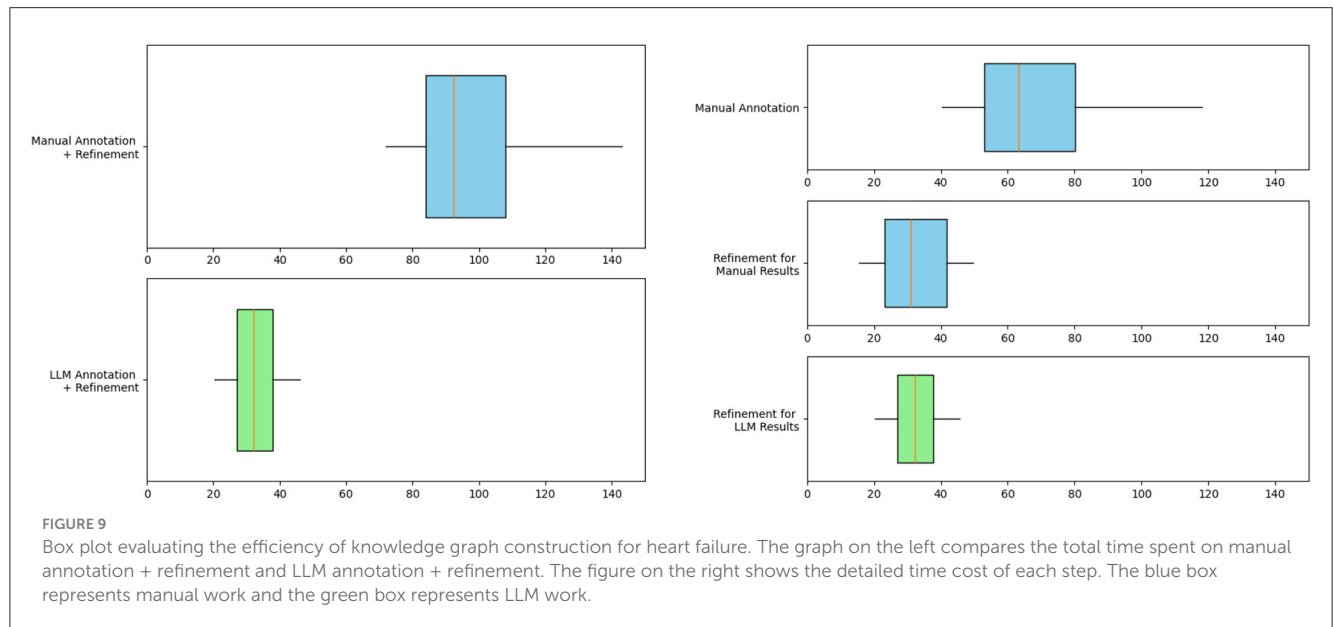 Manual Annotation
+ Refinement
0 20 40 60 80 100 120 140
LLM Annotation
+ Refinement
0 20 40 60 80 100 120 140
Manual Annotation
0 20 40 60 80 100 120 140
Refinement for
Manual Results
0 20 40 60 80 100 120 140
Refinement for
LLM Results
0 20 40 60 80 100 120 140
FIGURE 9
Box plot evaluating the efficiency of knowledge graph construction for heart failure. The graph on the left compares the total time spent on manual
annotation + refinement and LLM annotation + refinement. The figure on the right shows the detailed time cost of each step. The blue box
represents manual work and the green box represents LLM work.